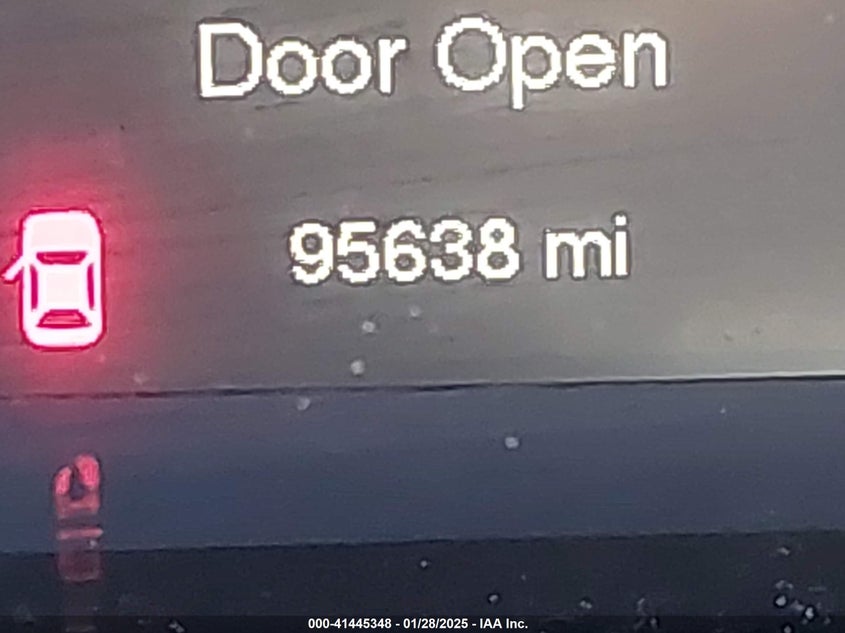 Door Open
95638 mi
000-41445348 - 01/28/2025 - IAA Inc.